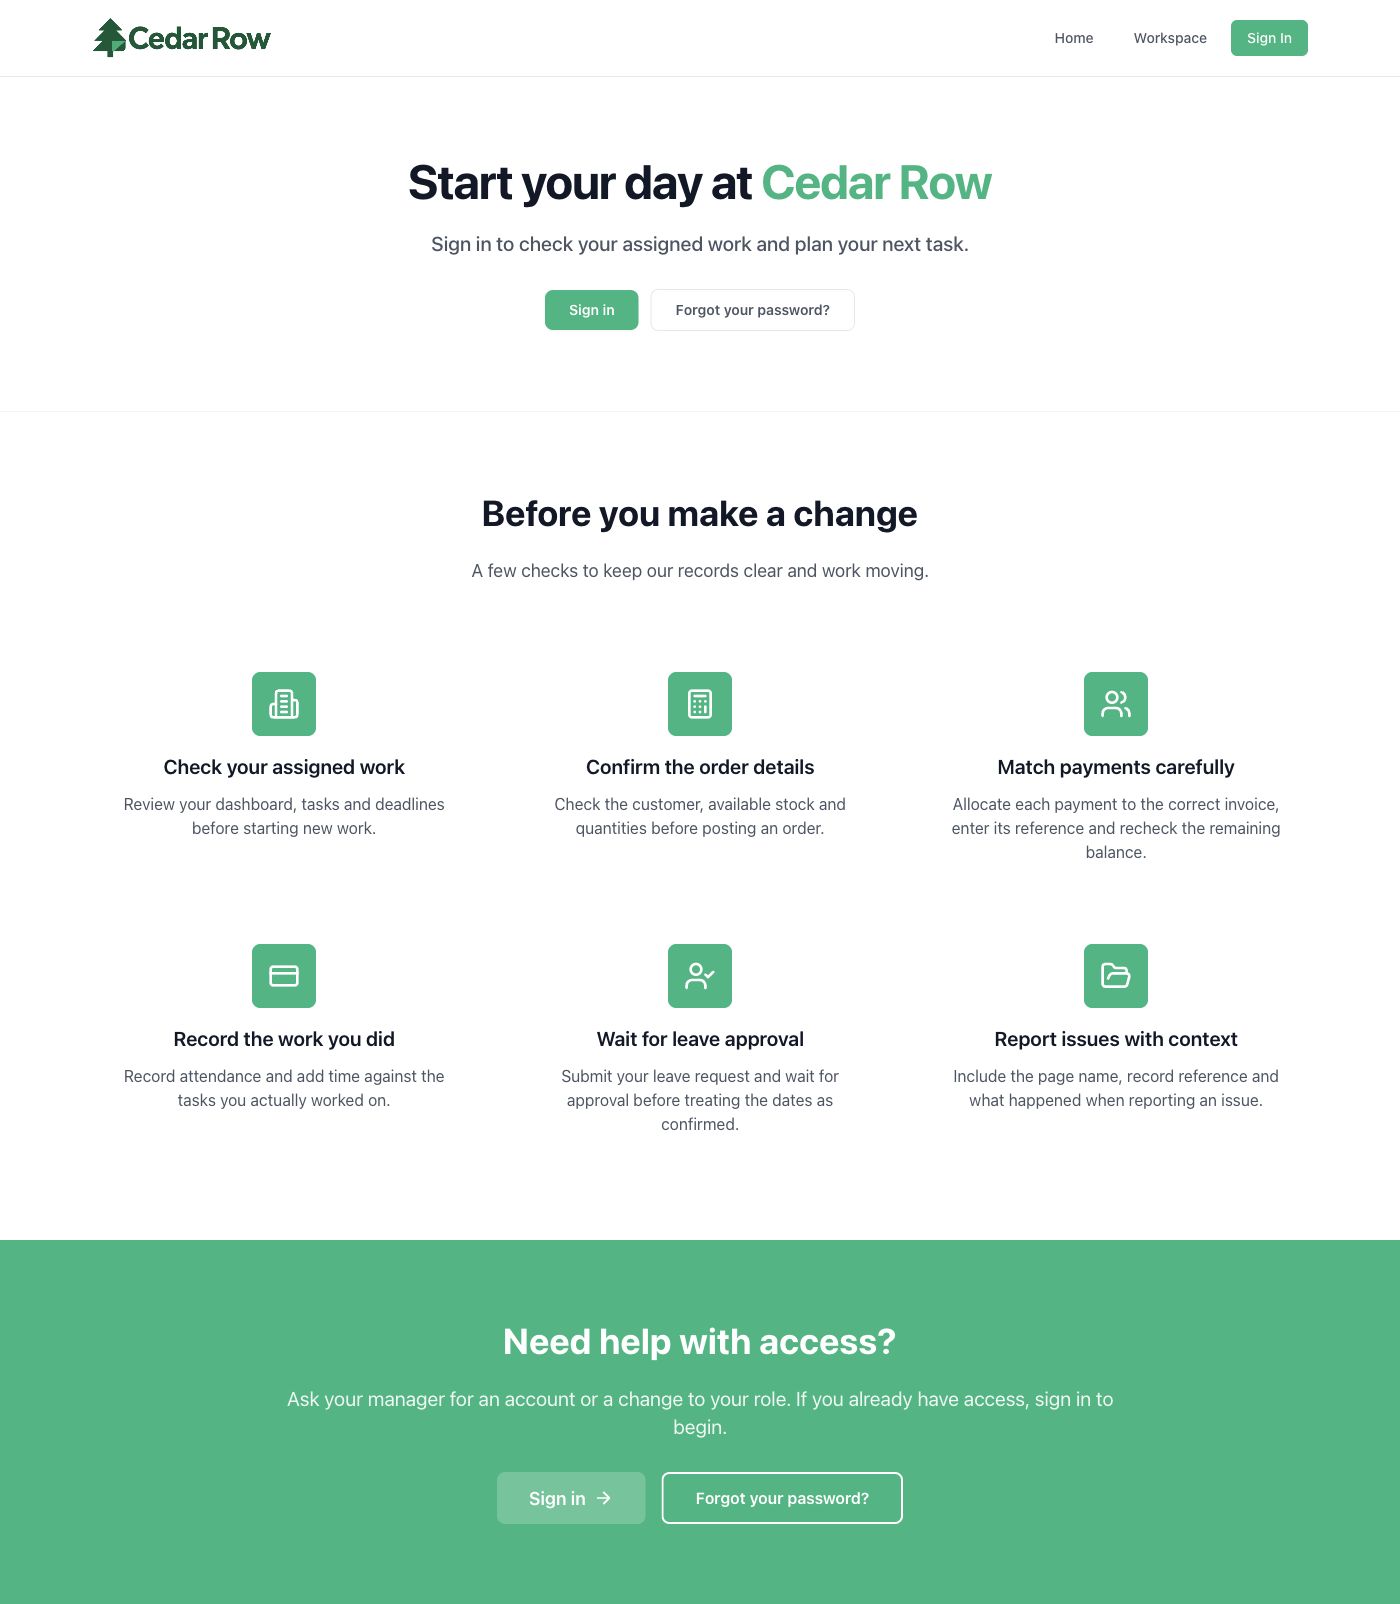 Cedar Row
Home
Workspace
Sign In
Start your day at Cedar Row
Sign in to check your assigned work and plan your next task.
Sign in
Forgot your password?
Before you make a change
A few checks to keep our records clear and work moving.
Check your assigned work
Review your dashboard, tasks and deadlines
before starting new work.
Confirm the order details
Check the customer, available stock and
quantities before posting an order.
Match payments carefully
Allocate each payment to the correct invoice,
enter its reference and recheck the remaining
balance.
Record the work you did
Record attendance and add time against the
tasks you actually worked on.
Wait for leave approval
Submit your leave request and wait for
approval before treating the dates as
confirmed.
Report issues with context
Include the page name, record reference and
what happened when reporting an issue.
Need help with access?
Ask your manager for an account or a change to your role. If you already have access, sign in to
begin.
Sign in →
Forgot your password?